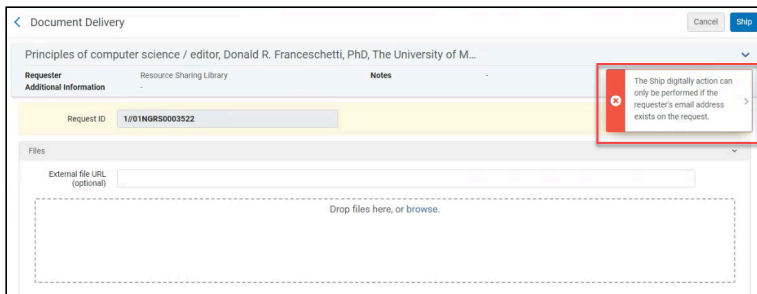 Document Delivery
Cancel
Ship
Principles of computer science / editor, Donald R. Franceschetti, PhD, The University of M...
Requester
Resource Sharing Library
Notes
-
Additional Information
-
The Ship digitally action can
only be performed if the
requester's email address
exists on the request.
Request ID
1//01NGRS0003522
Files
External file URL
(optional)
Drop files here, or browse.